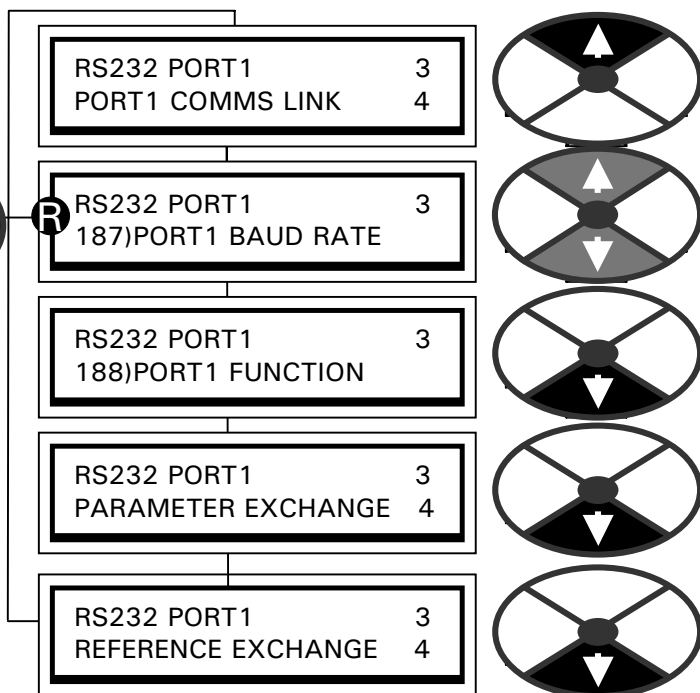 RS232 PORT1 3
PORT1 COMMS LINK 4
R
RS232 PORT1 3
187)PORT1 BAUD RATE
RS232 PORT1 3
188)PORT1 FUNCTION
RS232 PORT1 3
PARAMETER EXCHANGE 4
RS232 PORT1 3
REFERENCE EXCHANGE 4